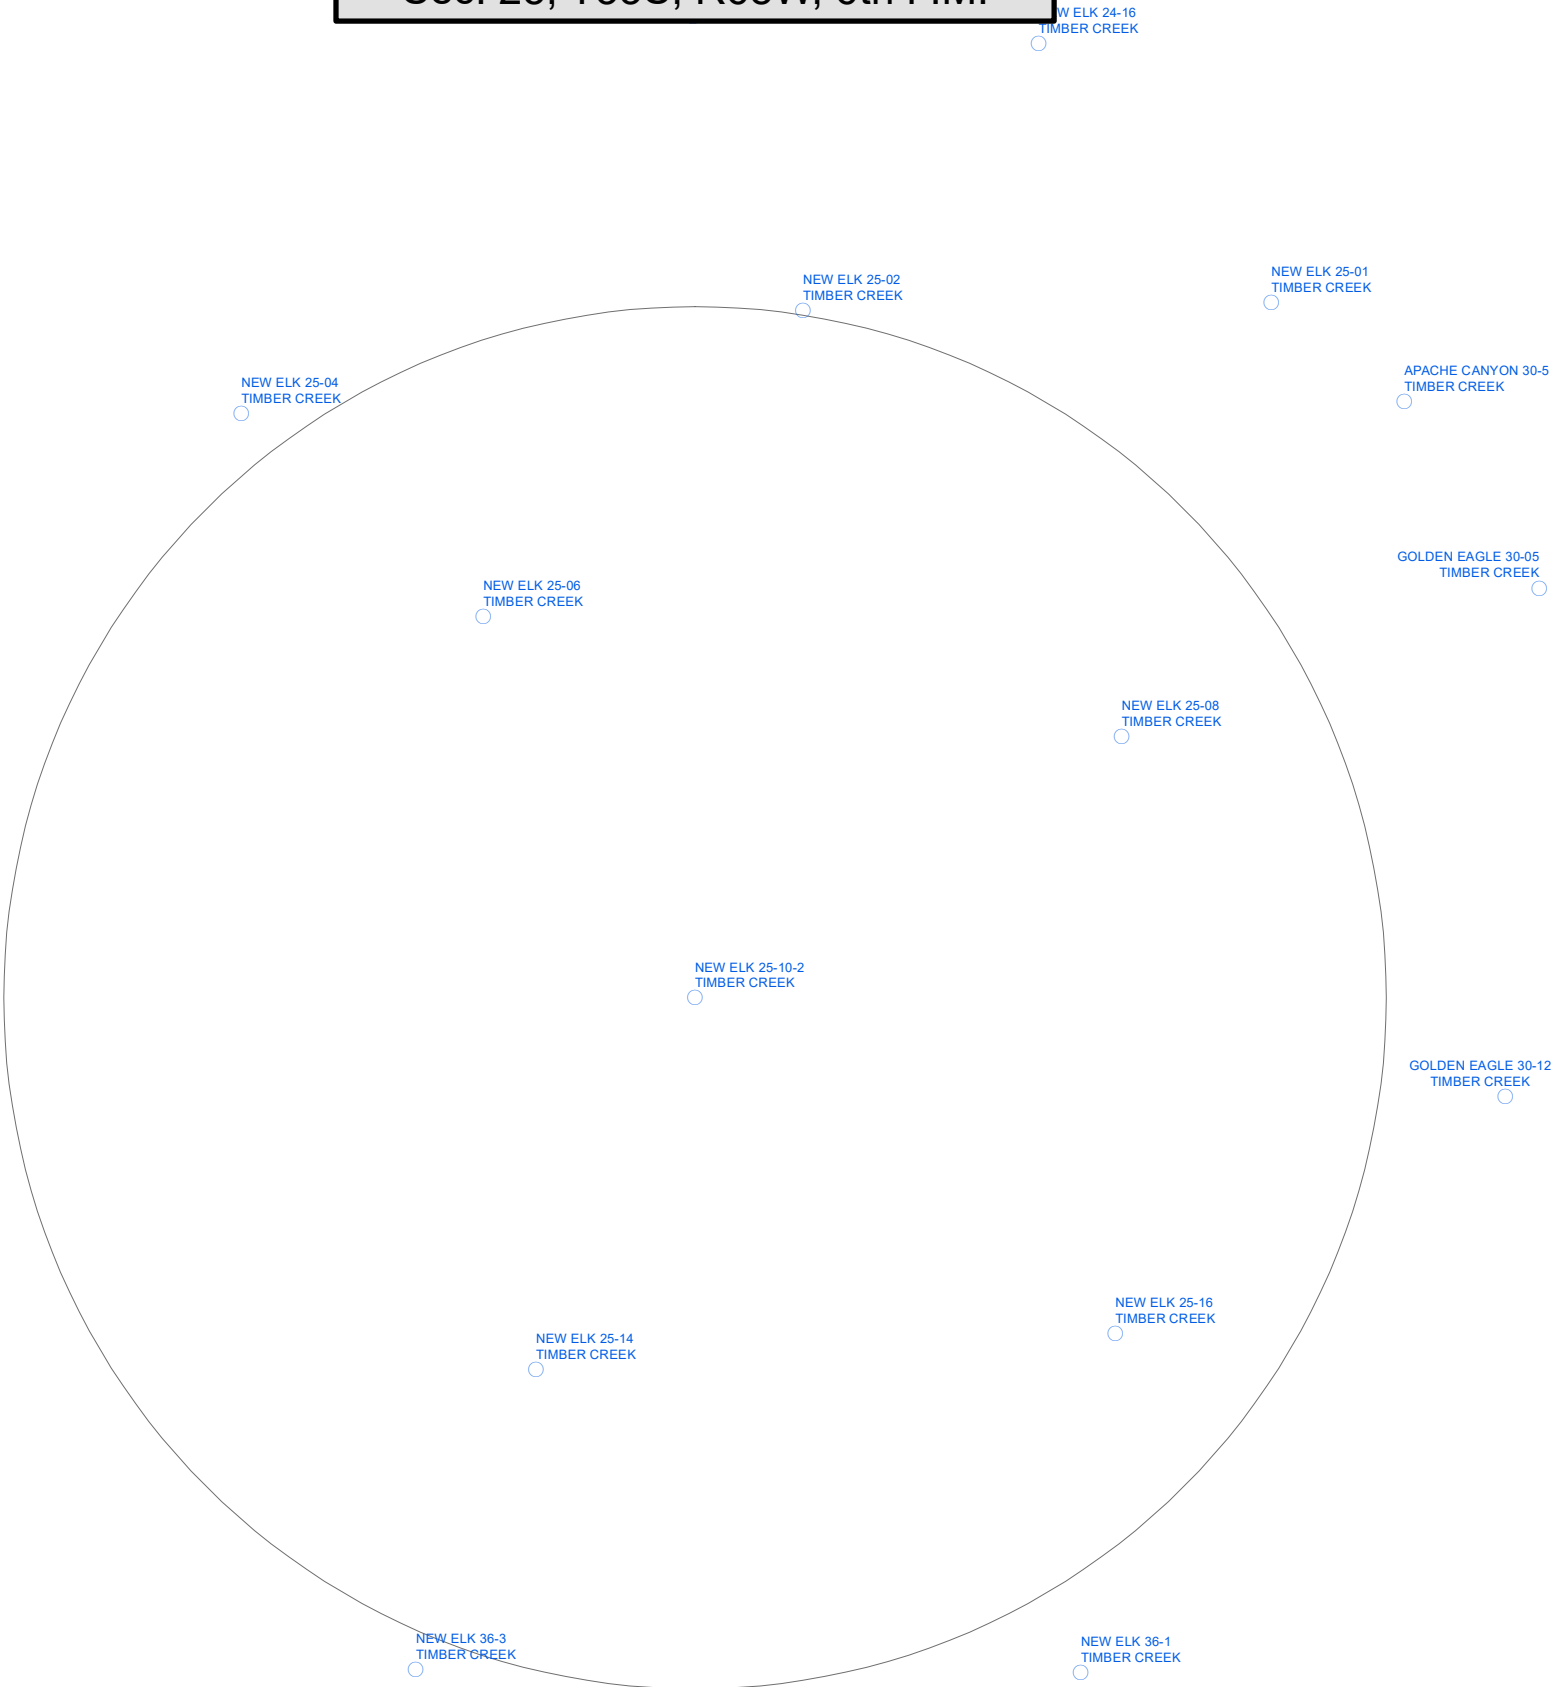 W ELK 24-16
TIMBER CREEK
NEW ELK 25-02
TIMBER CREEK
NEW ELK 25-01
TIMBER CREEK
NEW ELK 25-04
TIMBER CREEK
APACHE CANYON 30-5
TIMBER CREEK
GOLDEN EAGLE 30-05
TIMBER CREEK
NEW ELK 25-06
TIMBER CREEK
NEW ELK 25-08
TIMBER CREEK
NEW ELK 25-10-2
TIMBER CREEK
GOLDEN EAGLE 30-12
TIMBER CREEK
NEW ELK 25-16
TIMBER CREEK
NEW ELK 25-14
TIMBER CREEK
NEW ELK 36-3
TIMBER CREEK
NEW ELK 36-1
TIMBER CREEK